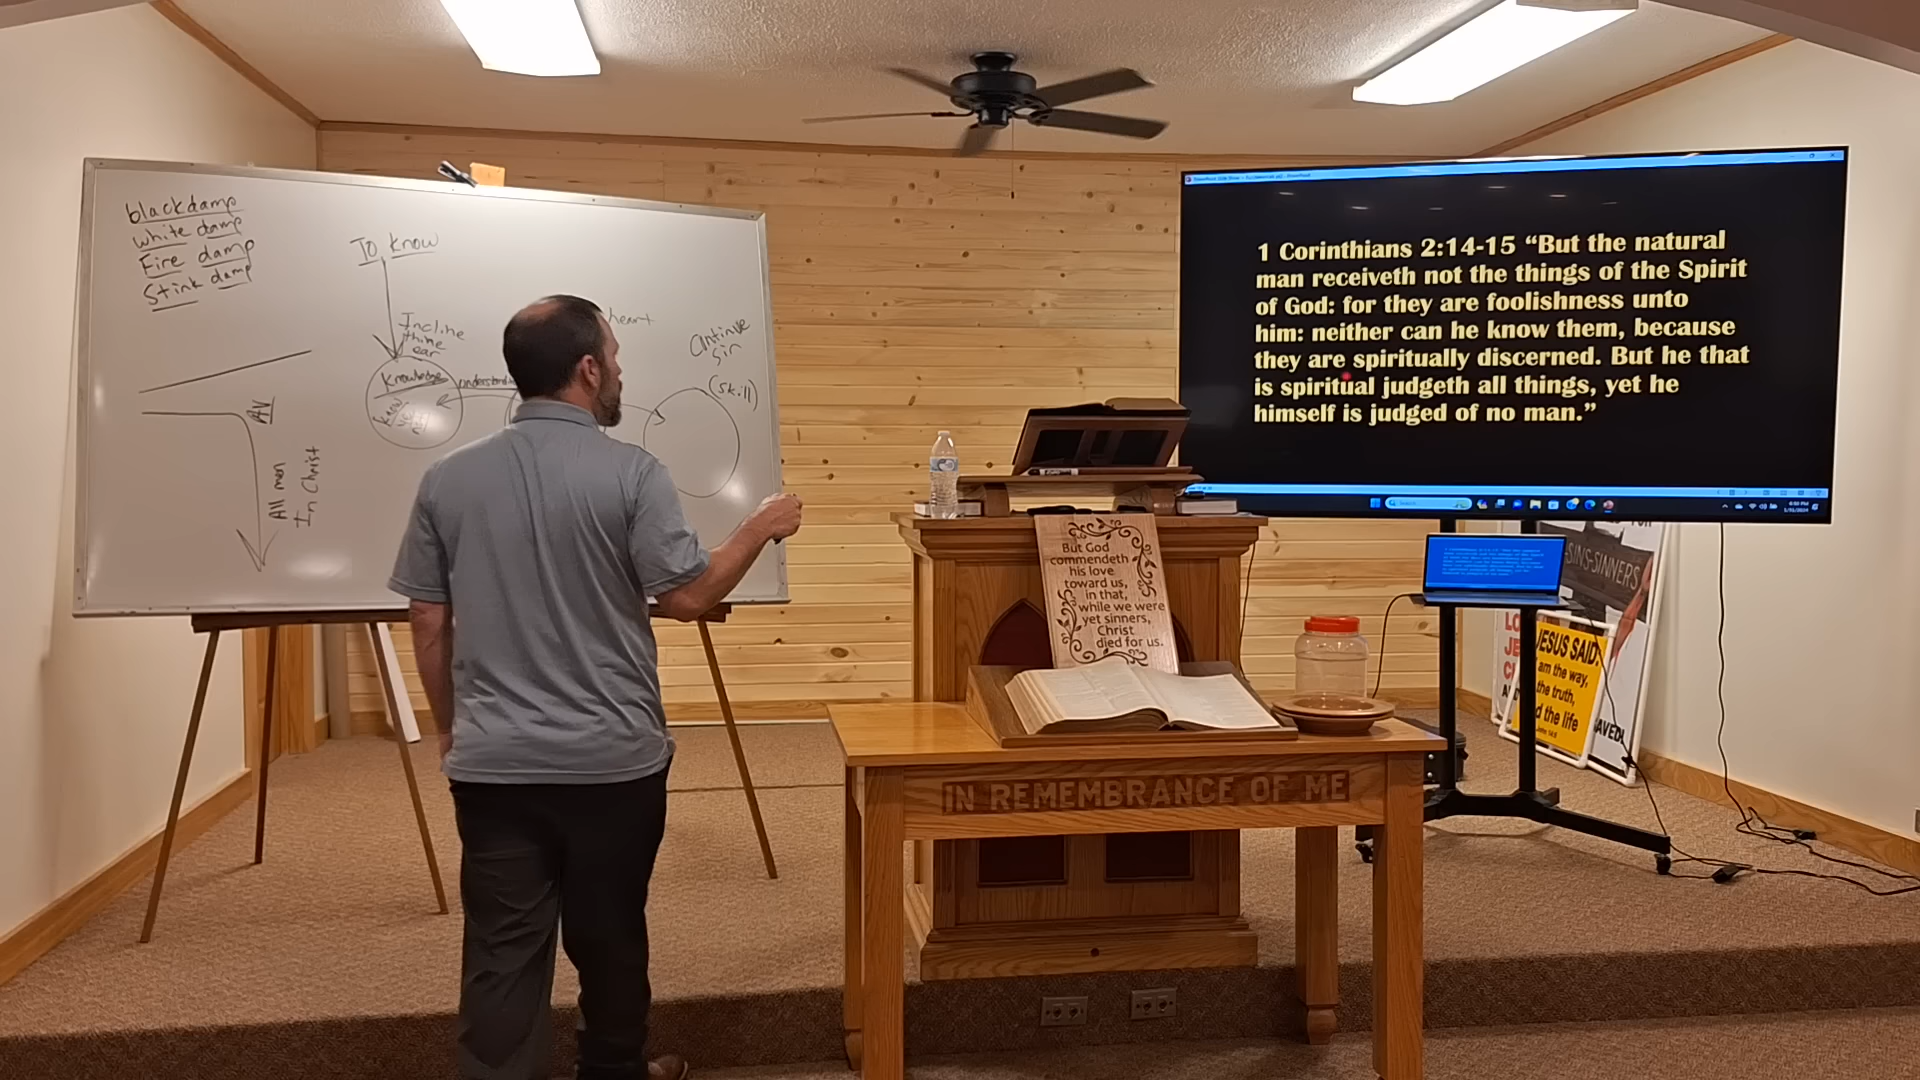 blackdamp
white damp
Fire damp
Stink damp
To know
Incline
thine
ear
knowledge
know
heart
Continue
sin
(skill)
AV
All men
In Christ
1 Corinthians 2:14-15 “But the natural
man receiveth not the things of the Spirit
of God: for they are foolishness unto
him: neither can he know them, because
they are spiritually discerned. But he that
is spiritual judgeth all things, yet he
himself is judged of no man.”
But God
commendeth
his love
toward us,
in that,
while we were
yet sinners,
Christ
died for us.
IN REMEMBRANCE OF ME
SINS-SINNERS
JESUS SAID:
am the way,
the truth,
the life